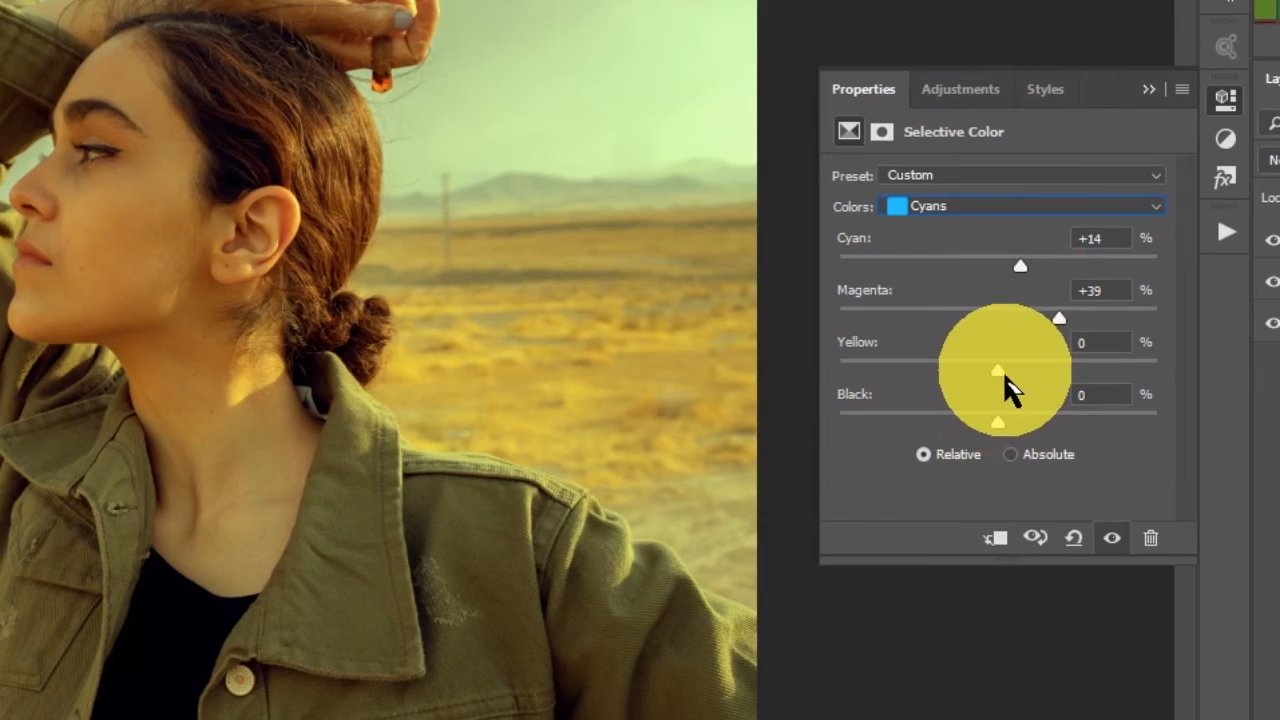 Properties Adjustments Styles
Selective Color
Preset: Custom
Colors: Cyans
Cyan: +14 %
Magenta: +39 %
Yellow: 0 %
Black: 0 %
Relative Absolute
fx